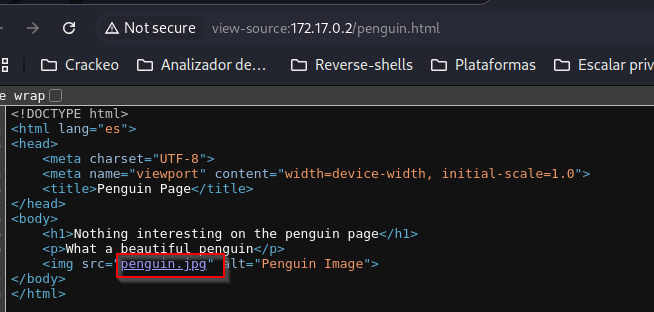 Not secure view-source:172.17.0.2/penguin.html
Crackeo Analizador de... Reverse-shells Plataformas Escalar priv
e wrap
<!DOCTYPE html>
<html lang="es">
<head>
<meta charset="UTF-8">
<meta name="viewport" content="width=device-width, initial-scale=1.0">
<title>Penguin Page</title>
</head>
<body>
<h1>Nothing interesting on the penguin page</h1>
<p>What a beautiful penguin</p>
<img src="penguin.jpg" alt="Penguin Image">
</body>
</html>